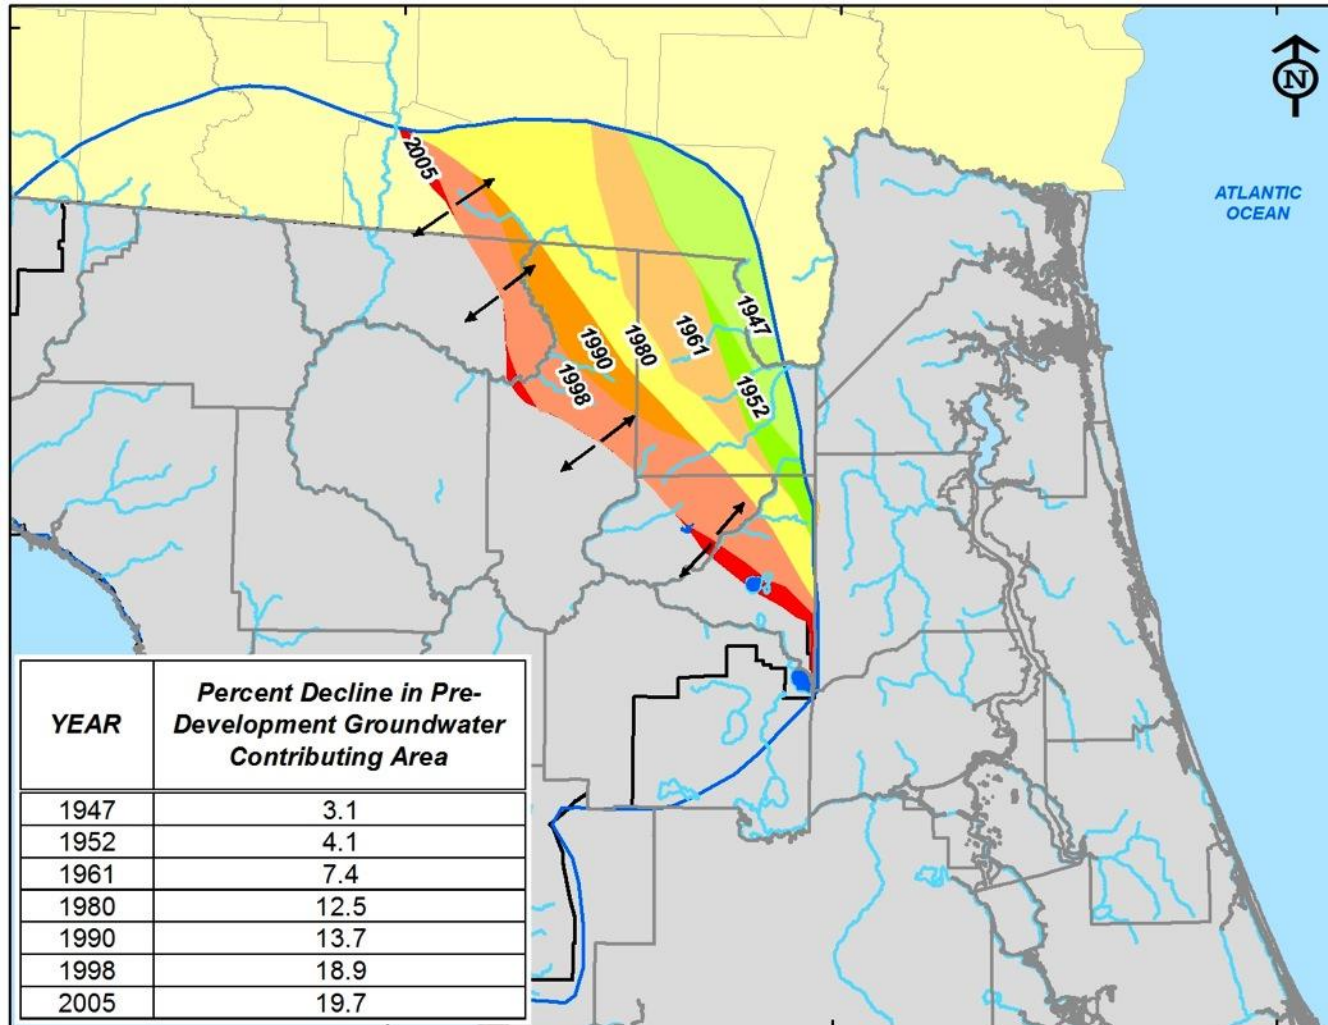 N
ATLANTIC
OCEAN
2005
1947
1961
1980
1990
1998
1952
YEAR
Percent Decline in Pre-
Development Groundwater
Contributing Area
1947 3.1
1952 4.1
1961 7.4
1980 12.5
1990 13.7
1998 18.9
2005 19.7